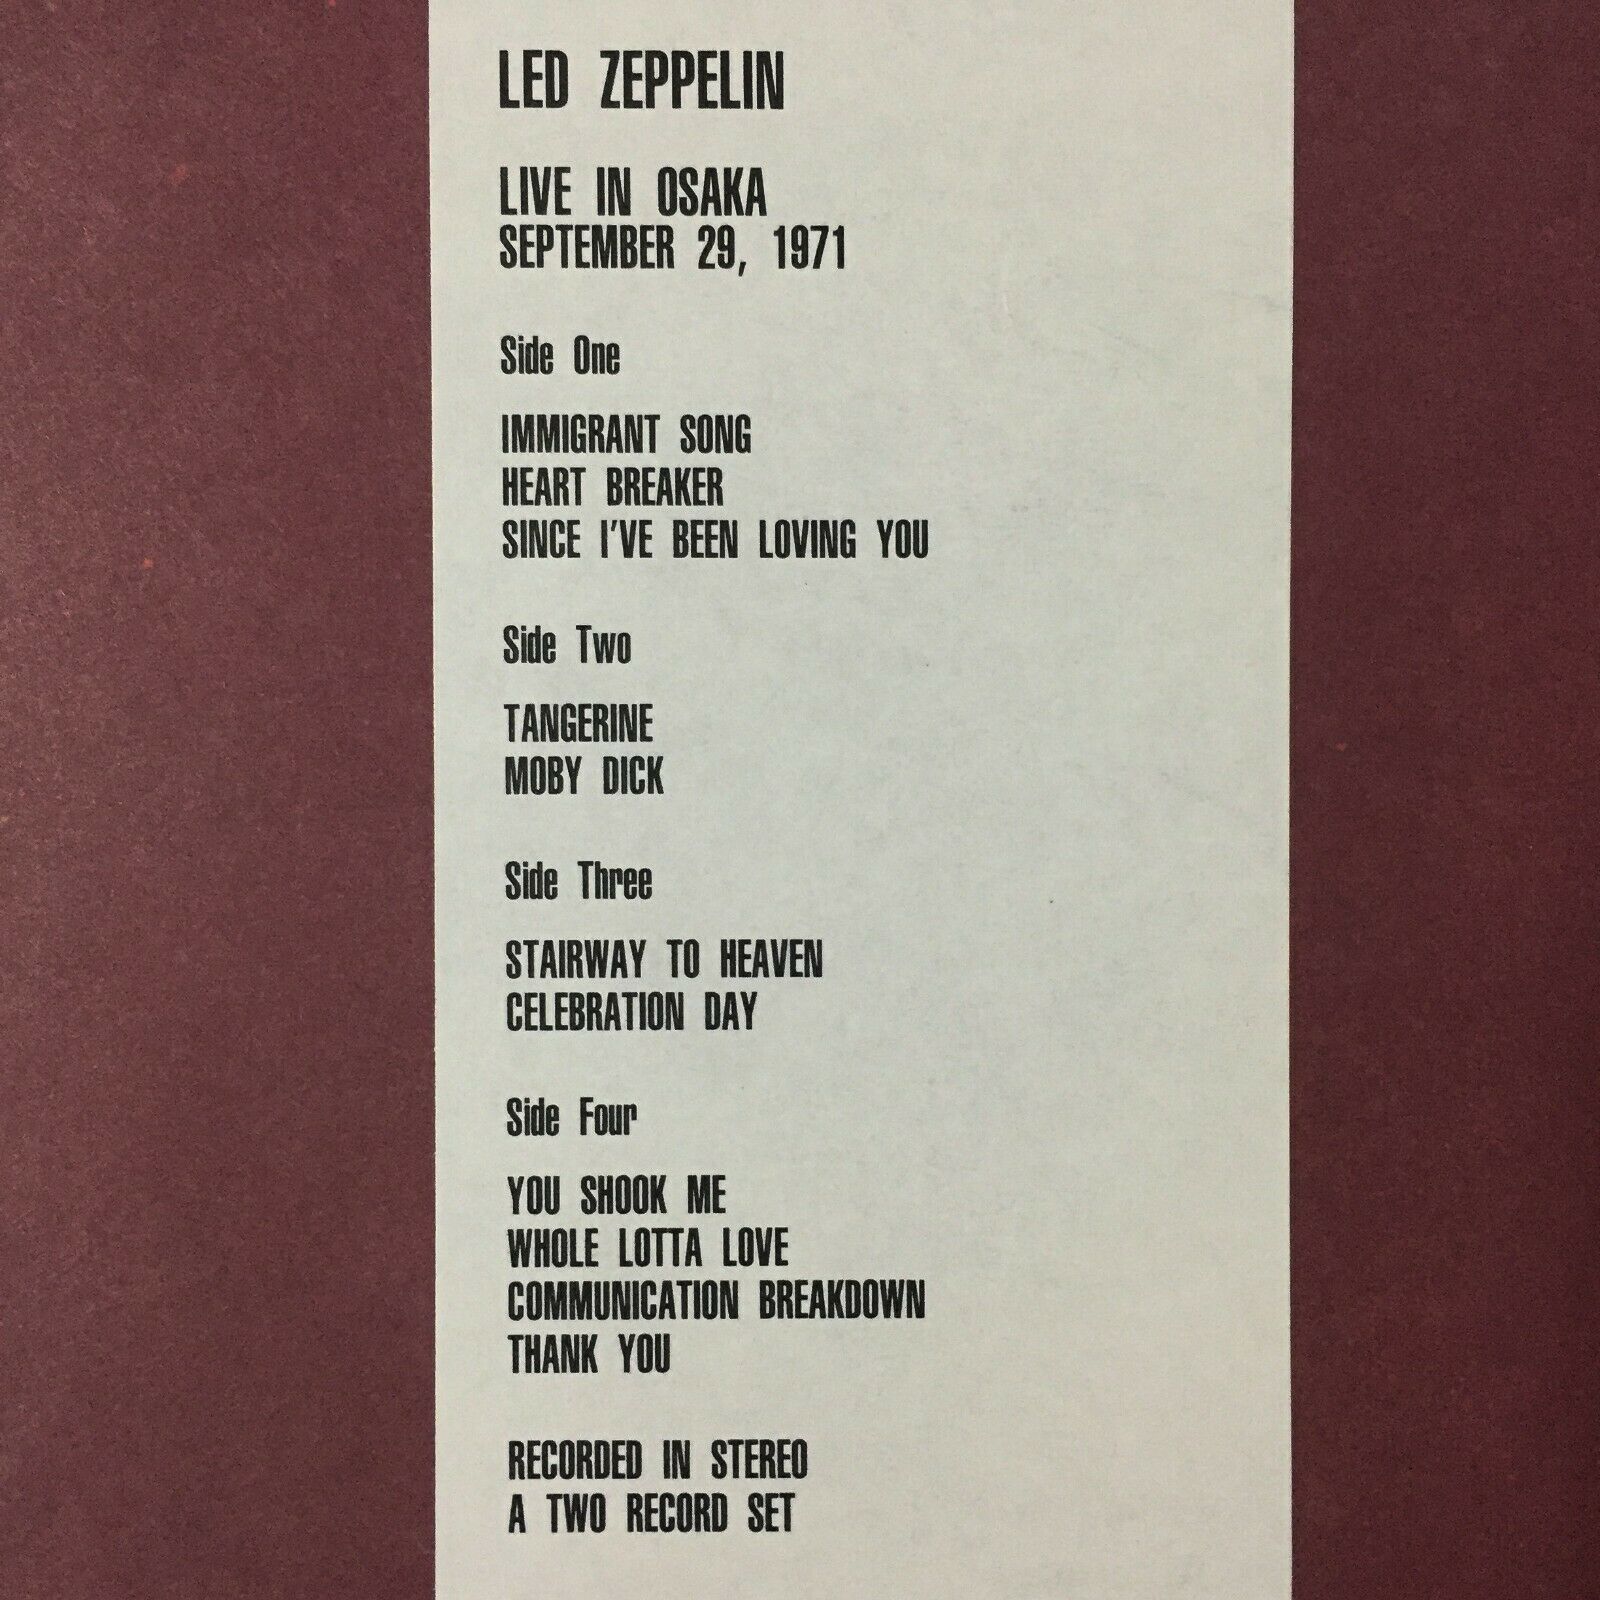 LED ZEPPELIN
LIVE IN OSAKA
SEPTEMBER 29, 1971
Side One
IMMIGRANT SONG
HEART BREAKER
SINCE I'VE BEEN LOVING YOU
Side Two
TANGERINE
MOBY DICK
Side Three
STAIRWAY TO HEAVEN
CELEBRATION DAY
Side Four
YOU SHOOK ME
WHOLE LOTTA LOVE
COMMUNICATION BREAKDOWN
THANK YOU
RECORDED IN STEREO
A TWO RECORD SET